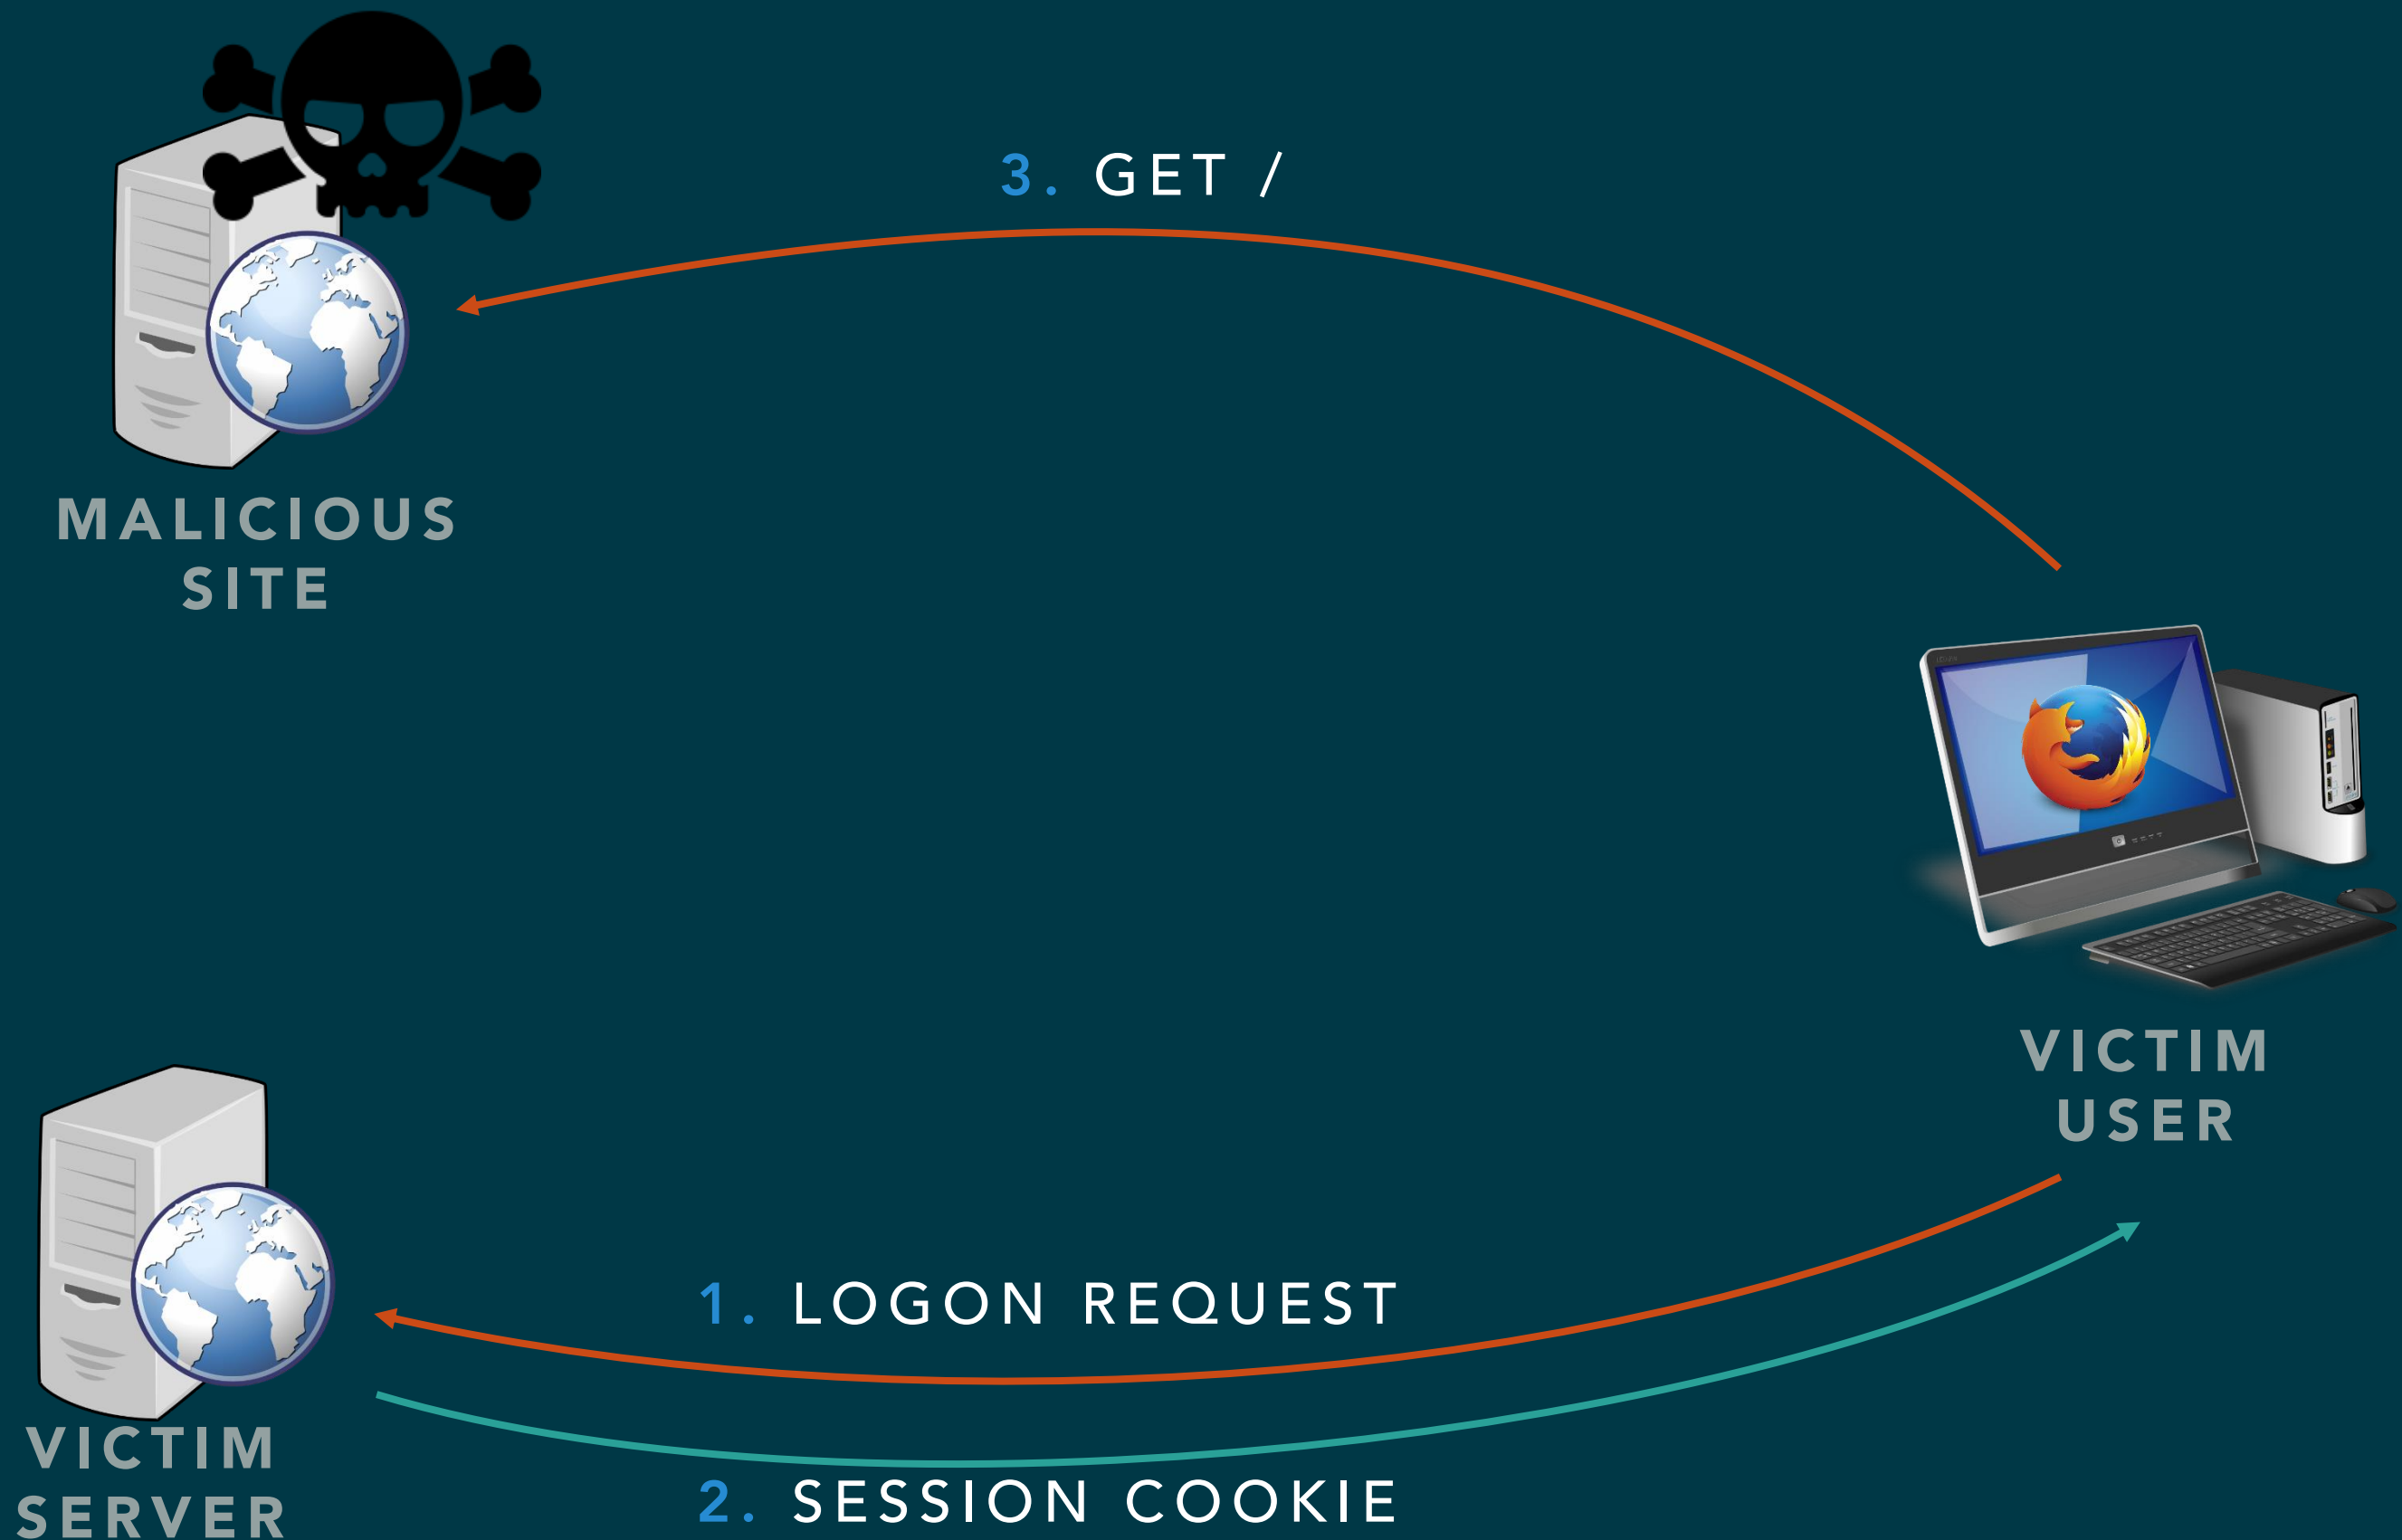 3. GET /
MALICIOUS
SITE
VICTIM
USER
1. LOGON REQUEST
VICTIM
SERVER
2. SESSION COOKIE